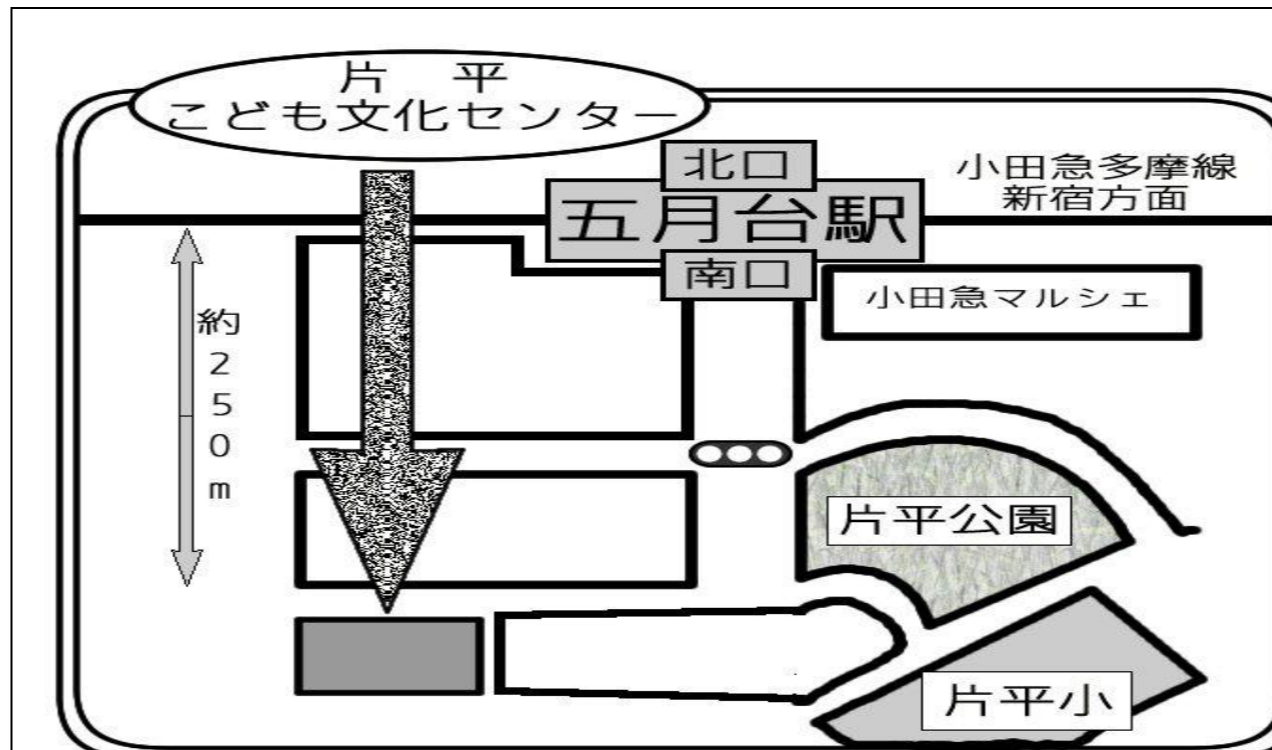 片　平
こども文化センター
北口
五月台駅
南口
小田急多摩線
新宿方面
小田急マルシェ
約250m
片平公園
片平小